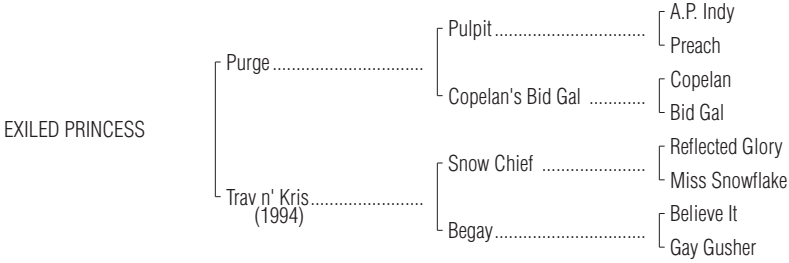 A.P. Indy
Pulpit..............................
Preach
Purge ..............................
Copelan
Copelan's Bid Gal ............
Bid Gal
EXILED PRINCESS
Reflected Glory
Snow Chief .....................
Miss Snowflake
Trav n' Kris.......................
(1994)
Believe It
Begay..............................
Gay Gusher